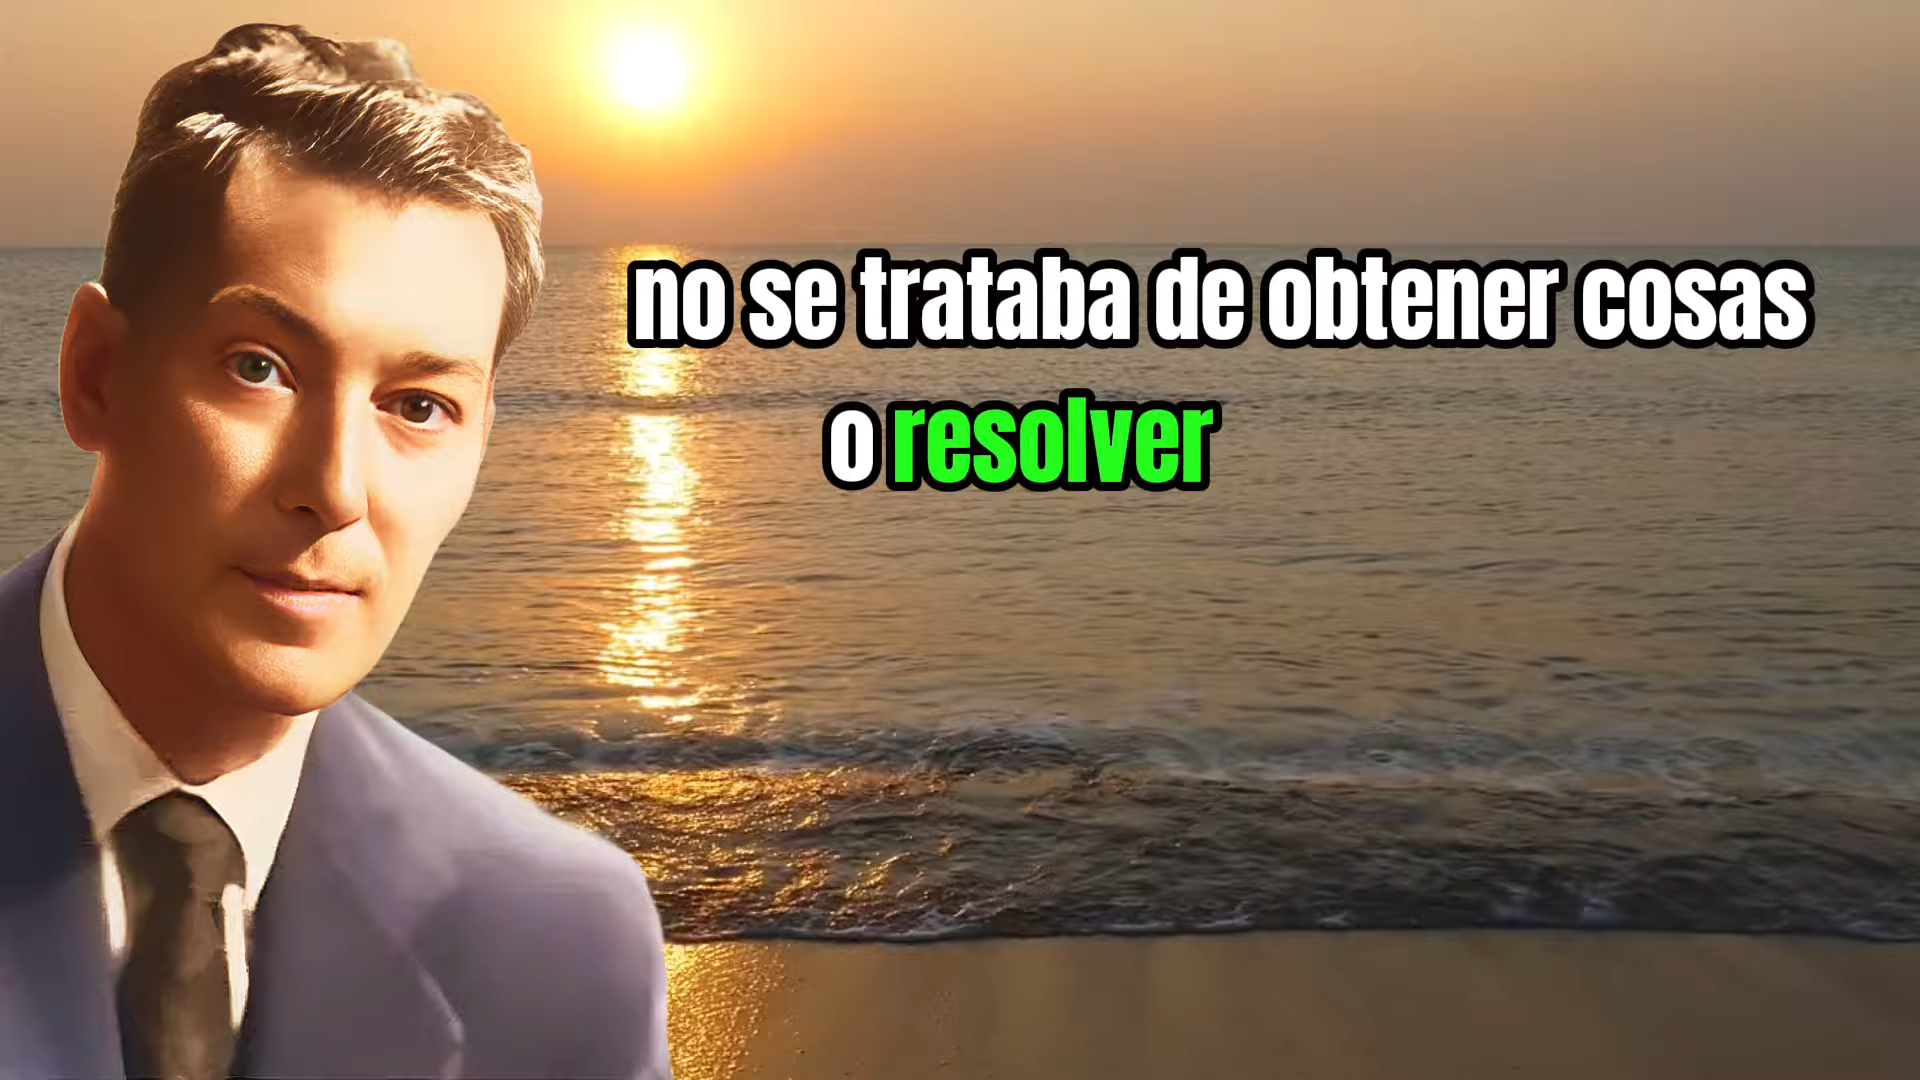 no se trataba de obtener cosas
o resolver